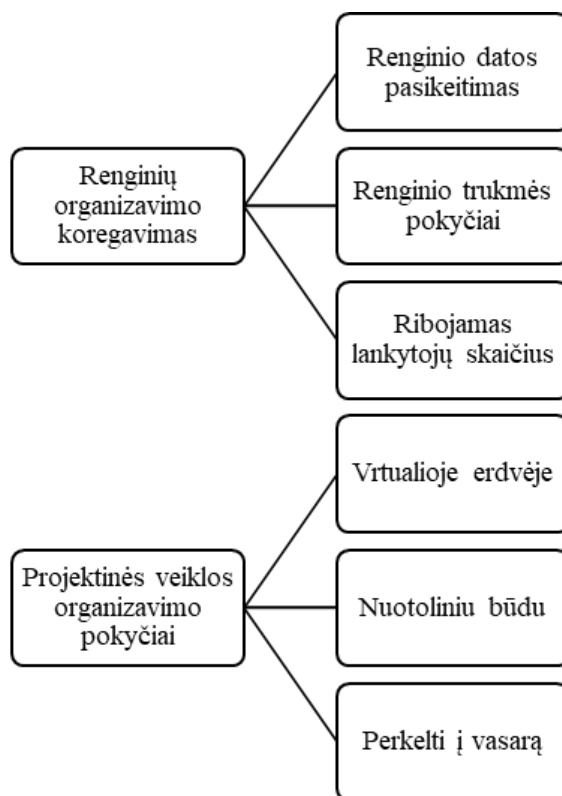 Renginių
organizavimo
koregavimas
Renginio datos
pasikeitimas
Renginio trukmės
pokyčiai
Ribojamas
lankytojų skaičius
Projektinės veiklos
organizavimo
pokyčiai
Vrtualioje erdvėje
Nuotoliniu būdu
Perkelti į vasarą